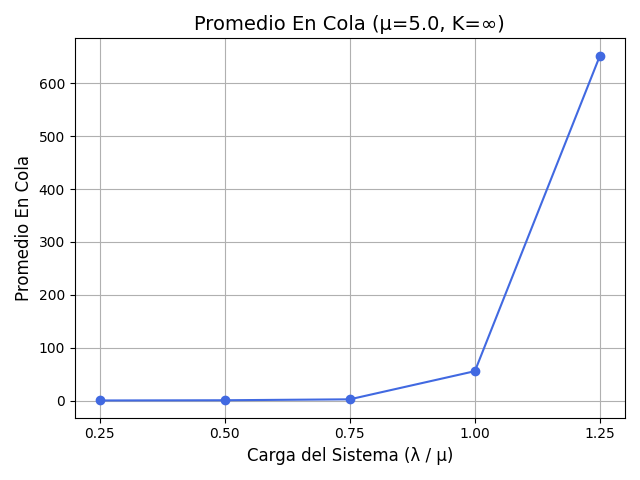 Promedio En Cola (μ=5.0, K=∞)
Promedio En Cola
600
500
400
300
200
100
0
0.25 0.50 0.75 1.00 1.25
Carga del Sistema (λ / μ)